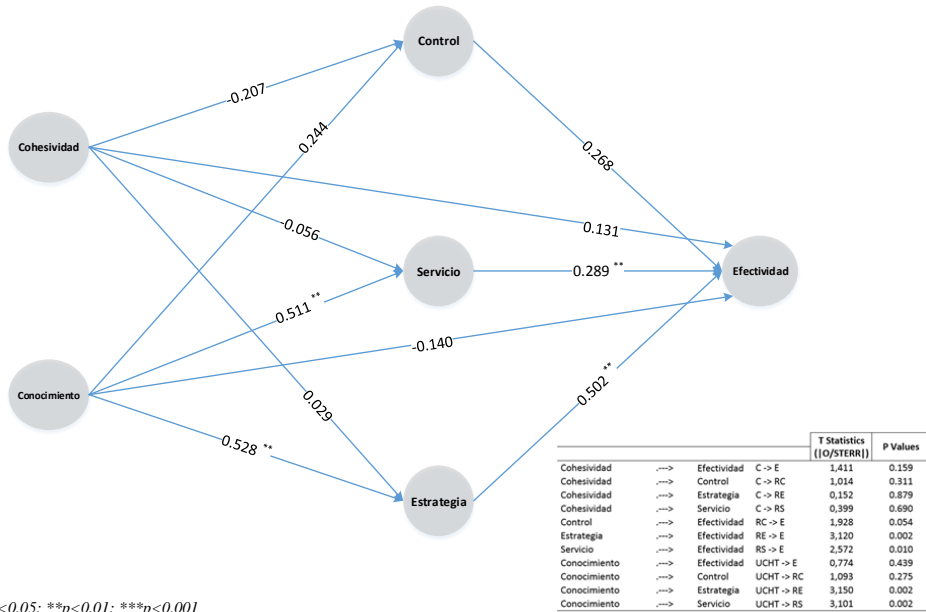 Control
-0.207
Cohesividad
0.244
0.268
-0.056
0.131
Servicio
0.289 **
Efectividad
0.511 **
-0.140
Conocimiento
0.029
0.502 **
0.528 **
Estrategia
T Statistics (|O/STERR|) P Values
Cohesividad .---> Efectividad C -> E 1,411 0.159
Cohesividad .---> Control C -> RC 1,014 0.311
Cohesividad .---> Estrategia C -> RE 0,152 0.879
Cohesividad .---> Servicio C -> RS 0,399 0.690
Control .---> Efectividad RC -> E 1,928 0.054
Estrategia .---> Efectividad RE -> E 3,120 0.002
Servicio .---> Efectividad RS -> E 2,572 0.010
Conocimiento .---> Efectividad UCHT -> E 0,774 0.439
Conocimiento .---> Control UCHT -> RC 1,093 0.275
Conocimiento .---> Estrategia UCHT -> RE 3,150 0.002
Conocimiento .---> Servicio UCHT -> RS 3,101 0.002
<0.05; **p<0.01; ***p<0.001